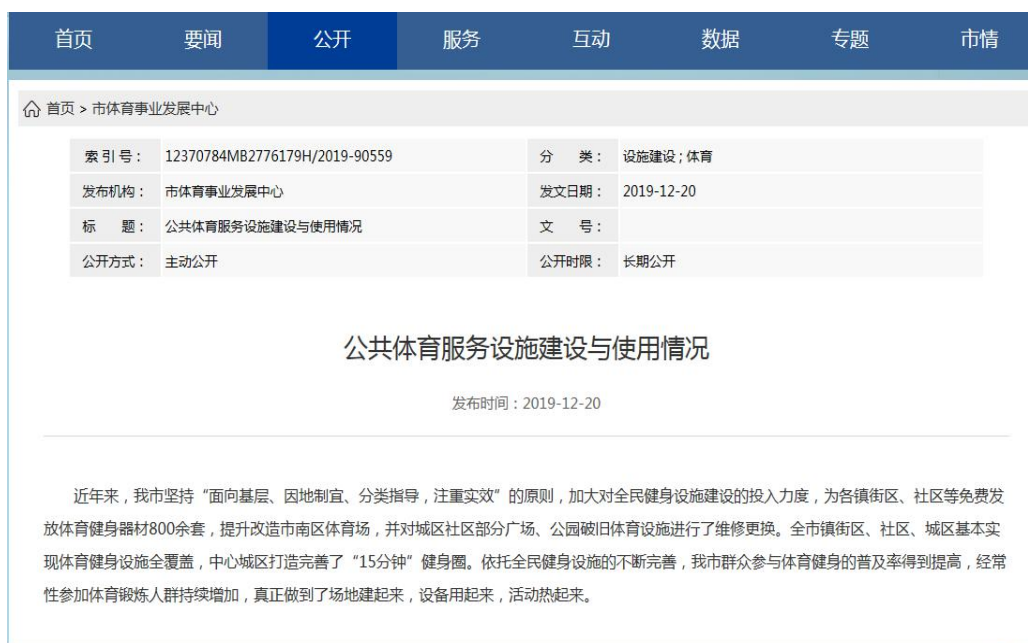 首页 要闻 公开 服务 互动 数据 专题 市情
首页 > 市体育事业发展中心
索引号： 12370784MB2776179H/2019-90559 分 类： 设施建设 ; 体育
发布机构： 市体育事业发展中心 发文日期： 2019-12-20
标 题： 公共体育服务设施建设与使用情况 文 号：
公开方式： 主动公开 公开时限： 长期公开
公共体育服务设施建设与使用情况
发布时间：2019-12-20
近年来，我市坚持“面向基层、因地制宜、分类指导，注重实效”的原则，加大对全民健身设施建设的投入力度，为各镇街区、社区等免费发
放体育健身器材800余套，提升改造市南区体育场，并对城区社区部分广场、公园破旧体育设施进行了维修更换。全市镇街区、社区、城区基本实
现体育健身设施全覆盖，中心城区打造完善了“15分钟”健身圈。依托全民健身设施的不断完善，我市群众参与体育健身的普及率得到提高，经常
性参加体育锻炼人群持续增加，真正做到了场地建起来，设备用起来，活动热起来。